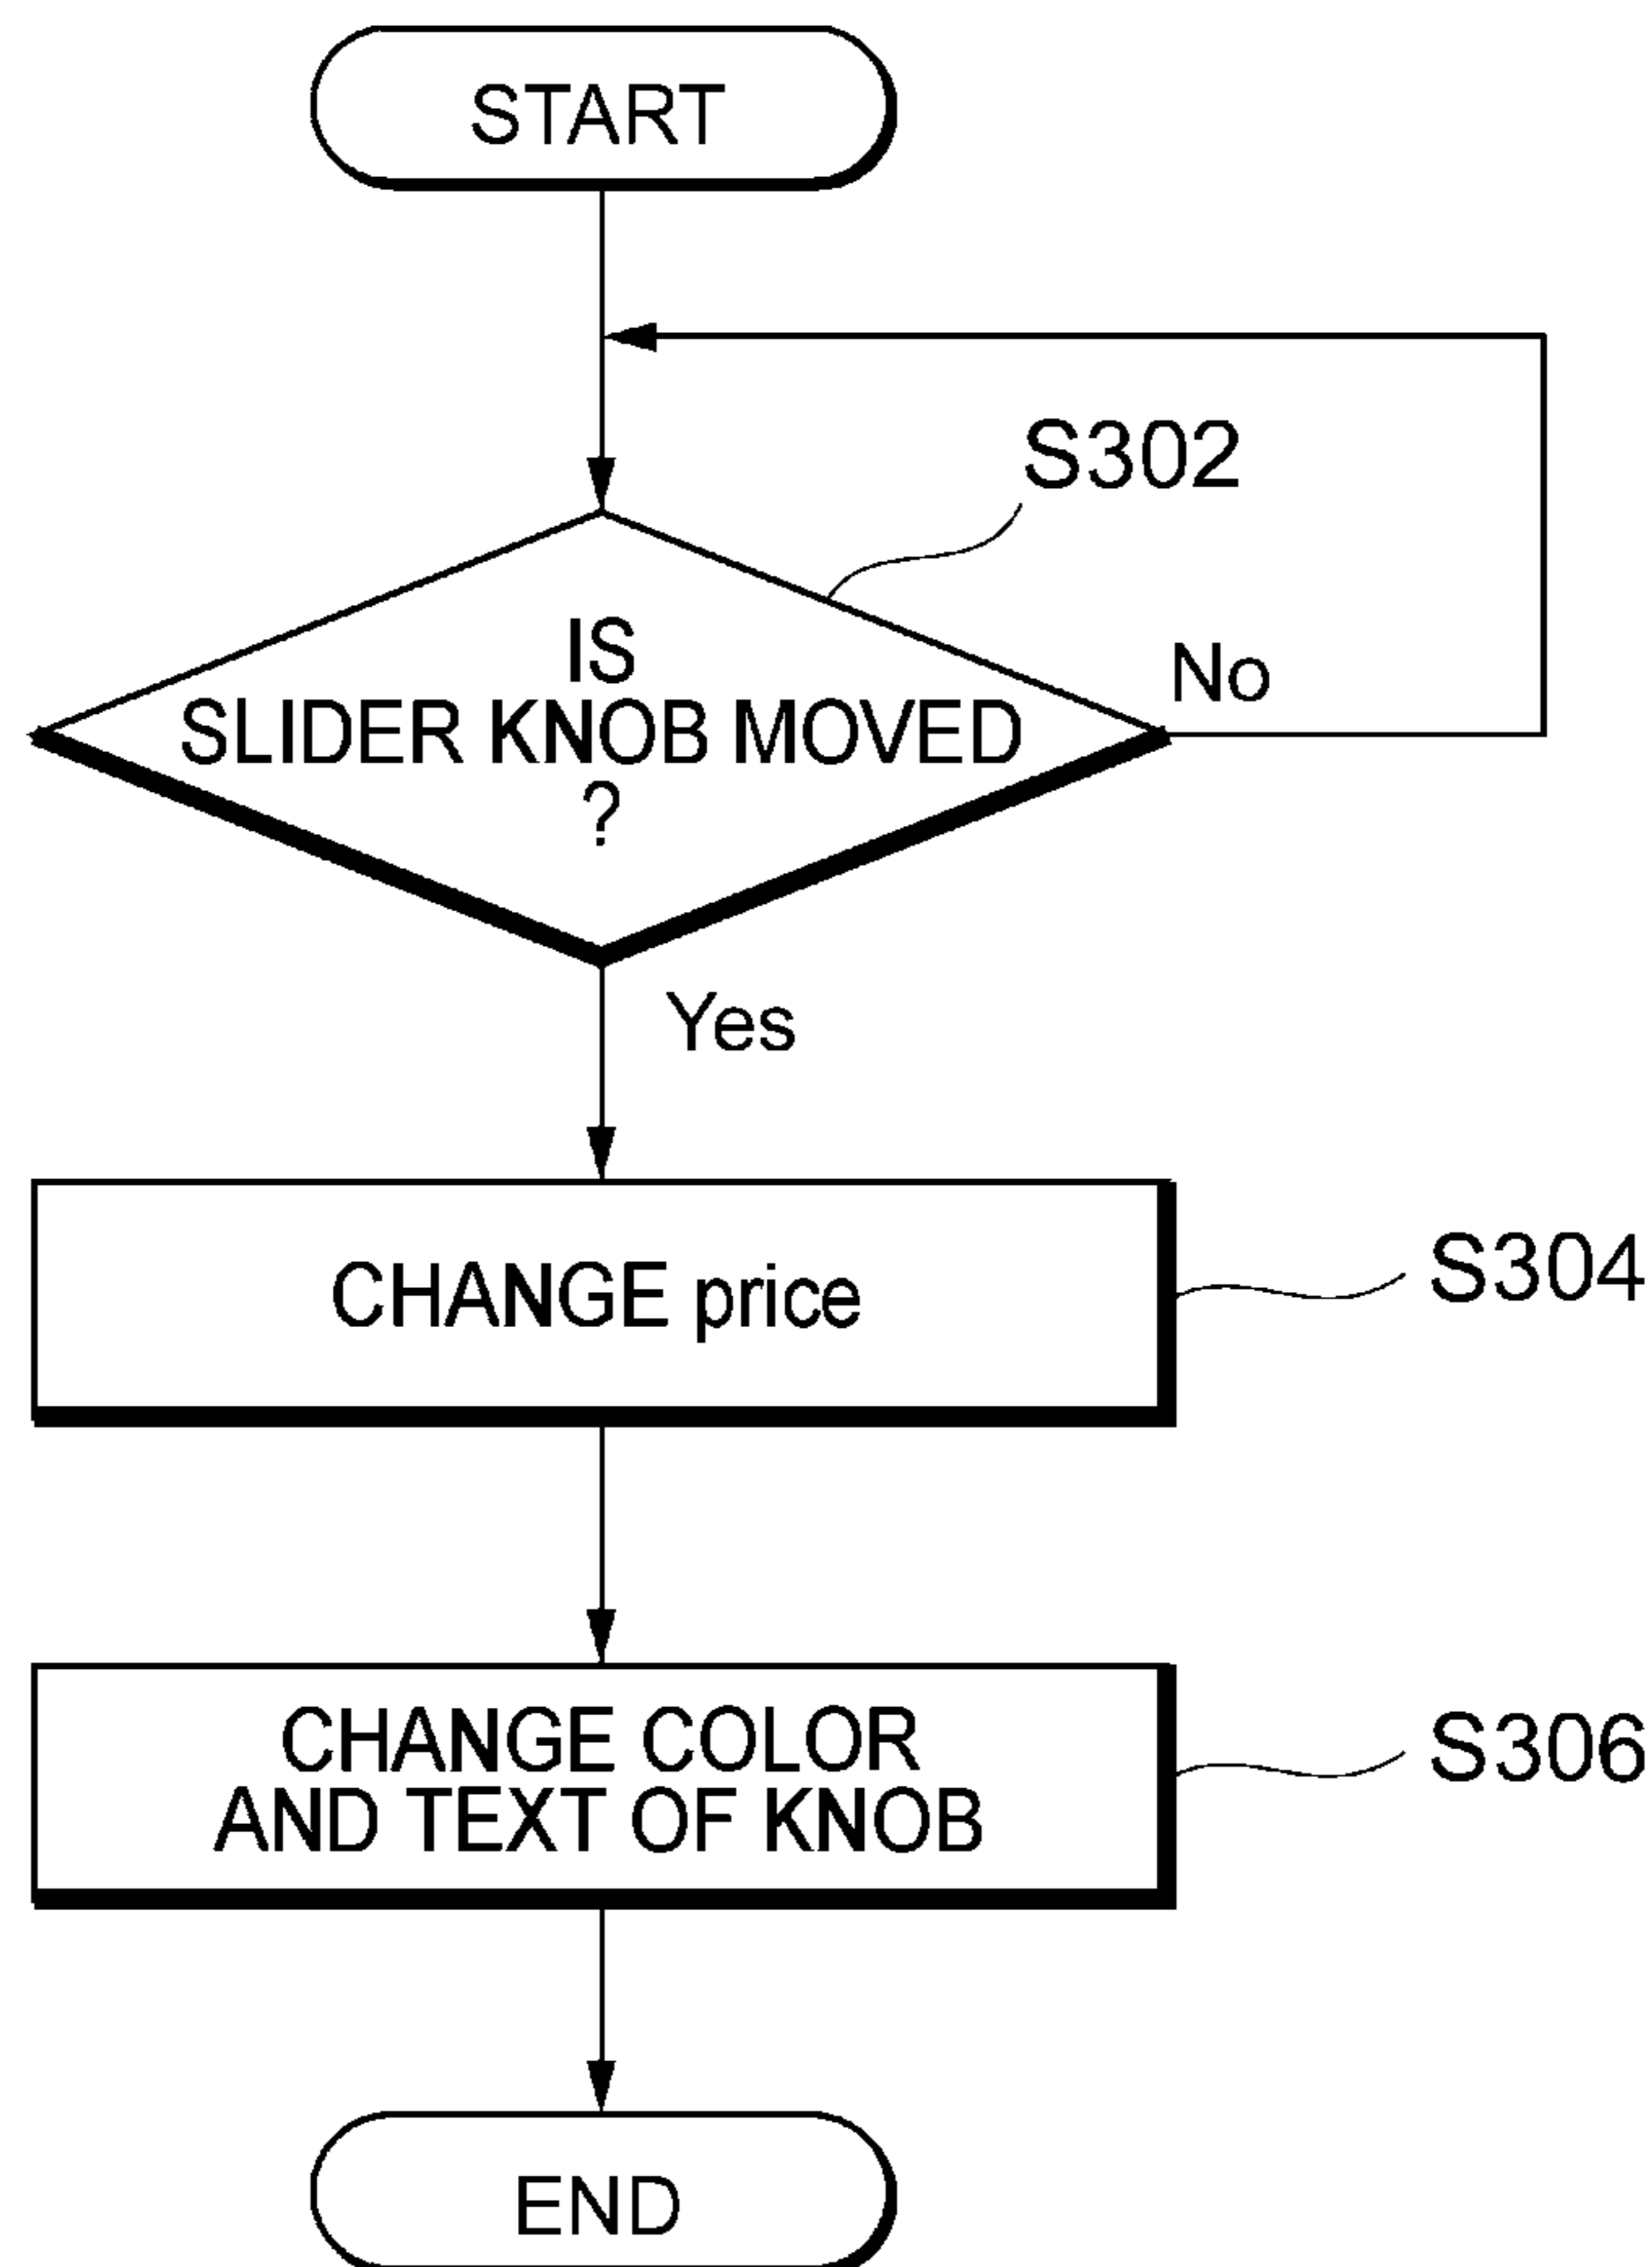 START
S302
IS
SLIDER KNOB MOVED
?
No
Yes
CHANGE price
S304
CHANGE COLOR
AND TEXT OF KNOB
S306
END